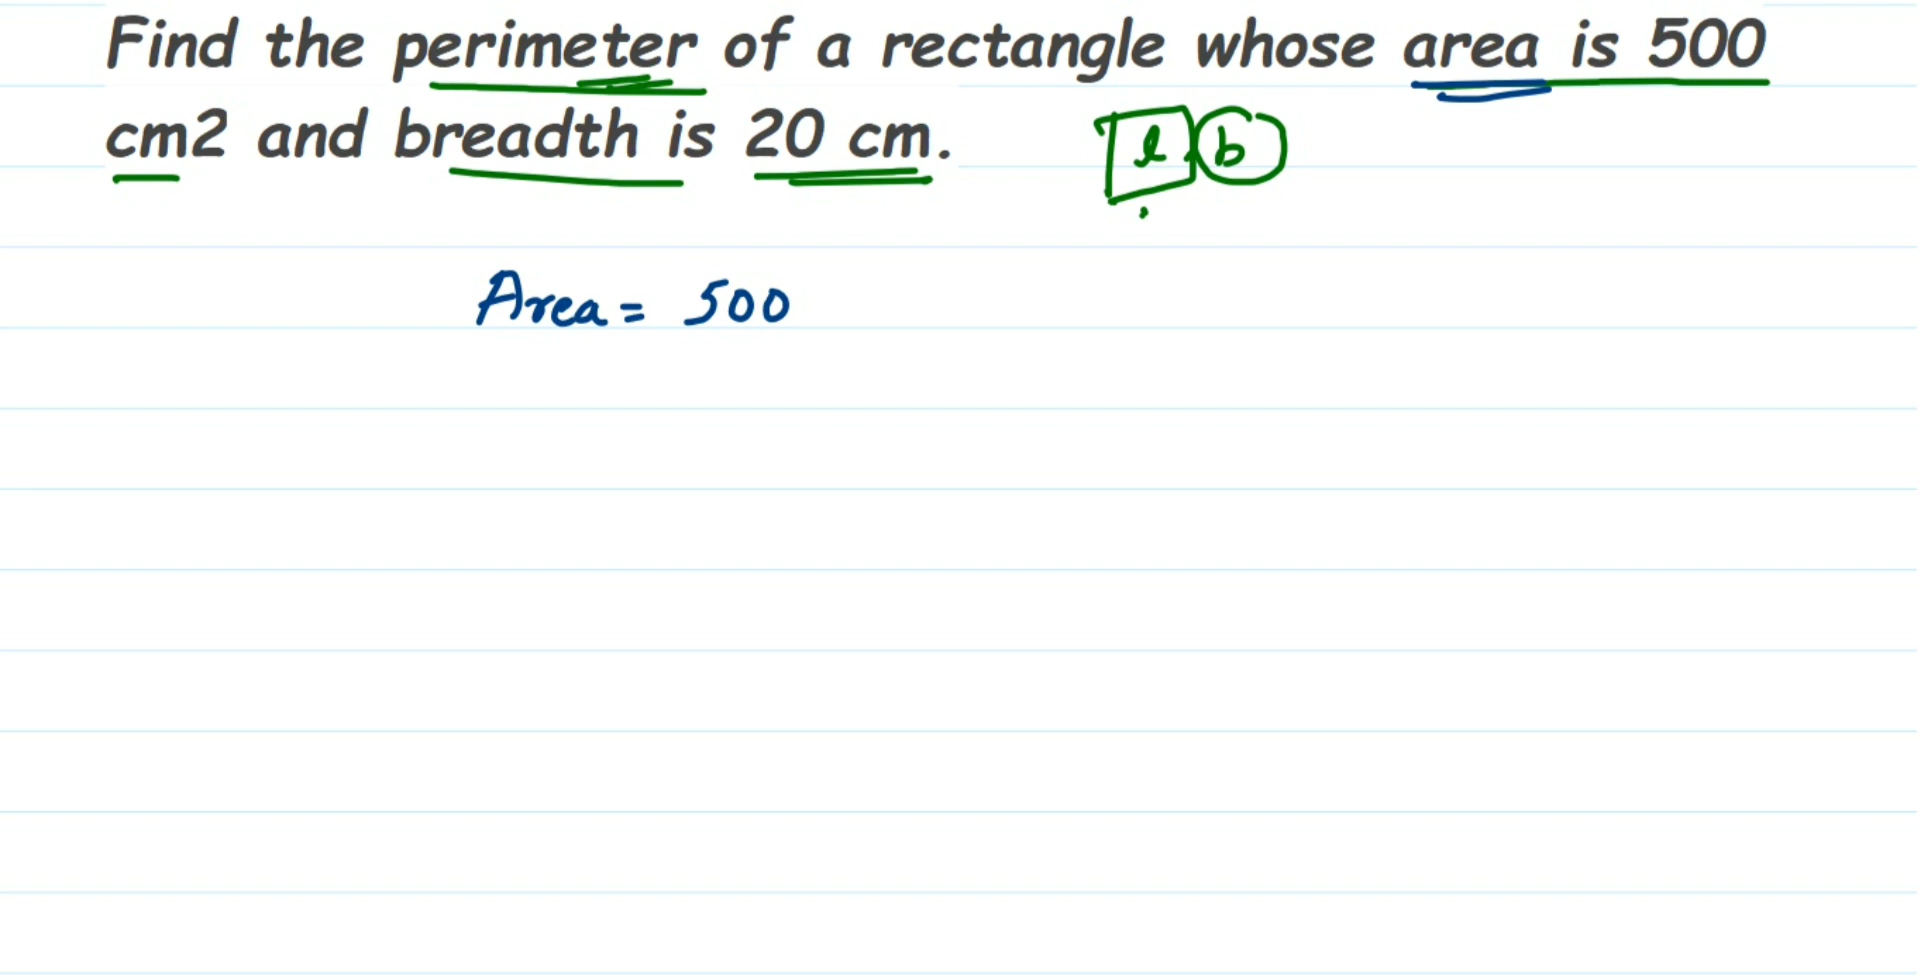 Find the perimeter of a rectangle whose area is 500
cm2 and breadth is 20 cm.
l, b
Area = 500